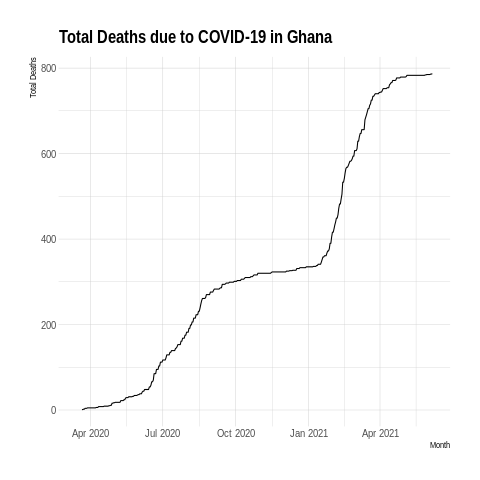 Total Deaths due to COVID-19 in Ghana
Total Deaths
800
600
400
200
0
Apr 2020 Jul 2020 Oct 2020 Jan 2021 Apr 2021
Month